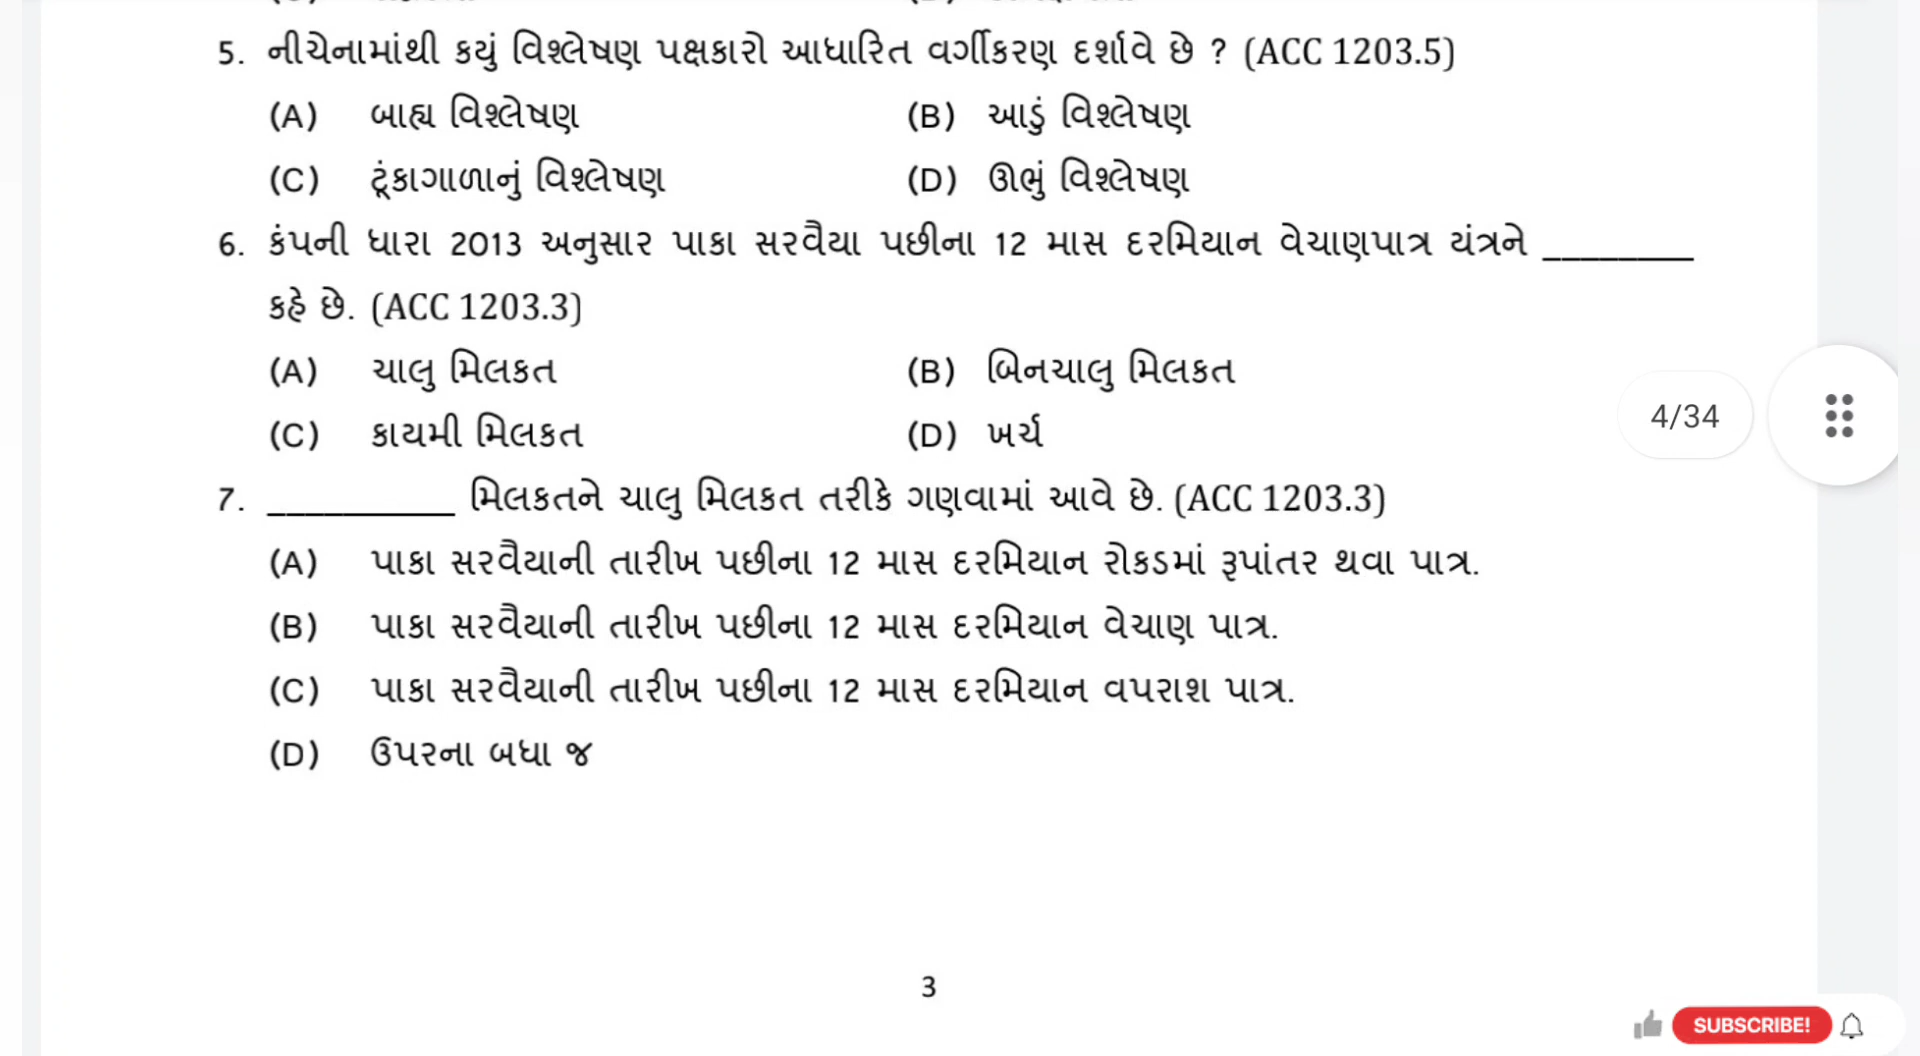 5. નીચેનામાંથી કયું વિશ્લેષણ પક્ષકારો આધારિત વર્ગીકરણ દર્શાવે છે ? (ACC 1203.5)
(A) બાહ્ય વિશ્લેષણ (B) આડું વિશ્લેષણ
(C) ટૂંકાગાળાનું વિશ્લેષણ (D) ઊભું વિશ્લેષણ
6. કંપની ધારા 2013 અનુસાર પાકા સરવૈયા પછીના 12 માસ દરમિયાન વેચાણપાત્ર યંત્રને ________
કહે છે. (ACC 1203.3)
(A) ચાલુ મિલકત (B) બિનચાલુ મિલકત
(C) કાયમી મિલકત (D) ખર્ચ
4/34
7. __________ મિલકતને ચાલુ મિલકત તરીકે ગણવામાં આવે છે. (ACC 1203.3)
(A) પાકા સરવૈયાની તારીખ પછીના 12 માસ દરમિયાન રોકડમાં રૂપાંતર થવા પાત્ર.
(B) પાકા સરવૈયાની તારીખ પછીના 12 માસ દરમિયાન વેચાણ પાત્ર.
(C) પાકા સરવૈયાની તારીખ પછીના 12 માસ દરમિયાન વપરાશ પાત્ર.
(D) ઉપરના બધા જ
3
SUBSCRIBE!